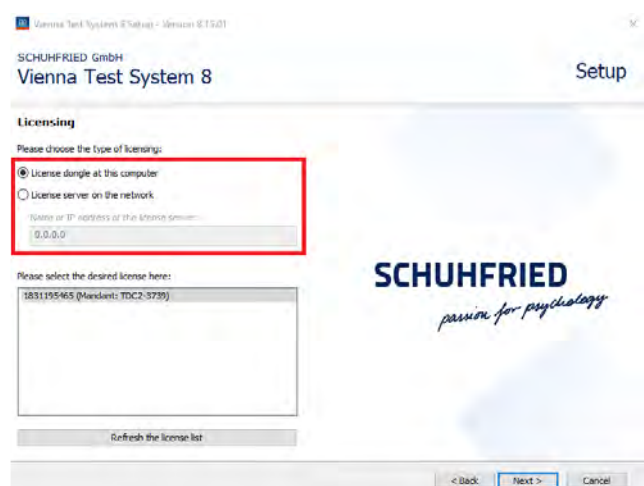 Vienna Test System 8 Setup - Version 8.15.01
SCHUHFRIED GmbH
Vienna Test System 8
Setup
Licensing
Please choose the type of licensing:
License dongle at this computer
License server on the network
Name or IP address of the license server:
0.0.0.0
Please select the desired license here:
1831195465 (Mandant: TDC2-3739)
SCHUHFRIED
passion for psychology
Refresh the license list
< Back
Next >
Cancel